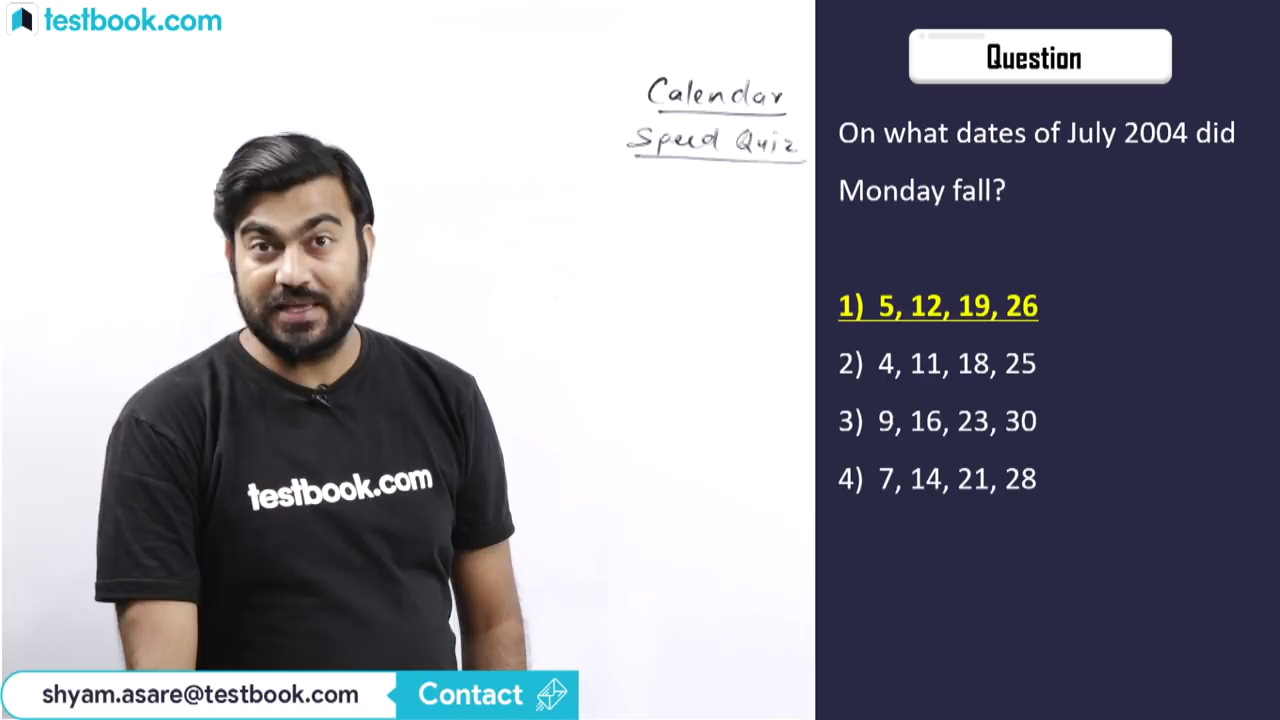 testbook.com
Calendar
Speed Quiz
testbook.com
shyam.asare@testbook.com
Contact
Question
On what dates of July 2004 did
Monday fall?
1) 5, 12, 19, 26
2) 4, 11, 18, 25
3) 9, 16, 23, 30
4) 7, 14, 21, 28